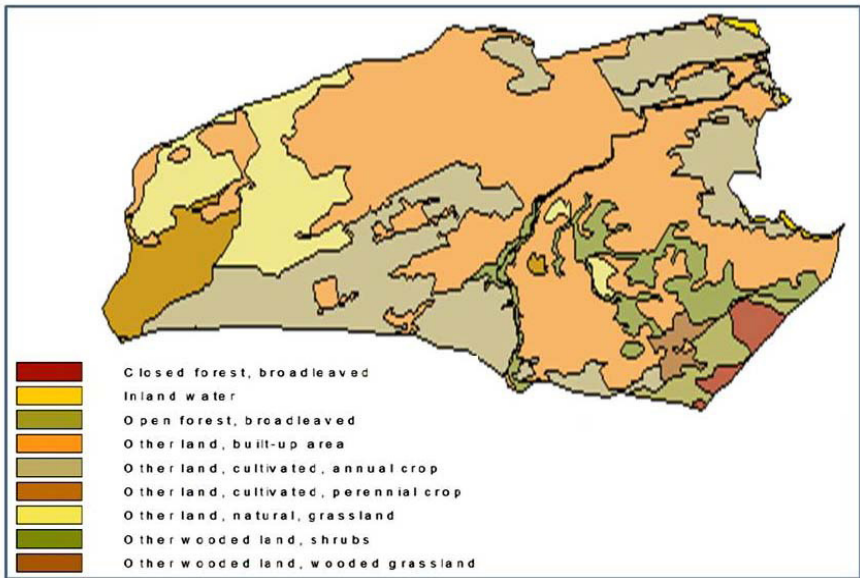 Closed forest, broadleaved
Inland water
Open forest, broadleaved
Other land, built-up area
Other land, cultivated, annual crop
Other land, cultivated, perennial crop
Other land, natural, grassland
Other wooded land, shrubs
Other wooded land, wooded grassland